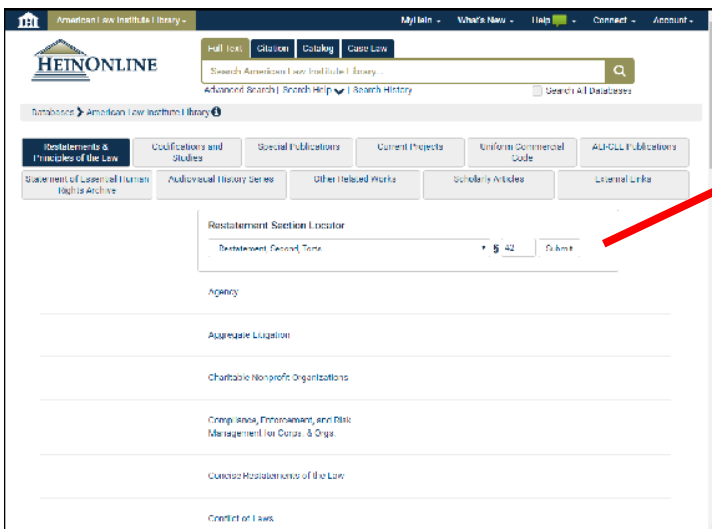 American Law Institute Library
MyHein
What's New
Help
Connect
Account
HEINONLINE
Full Text
Citation
Catalog
Case Law
Search American Law Institute Library...
Advanced Search | Search Help | Search History
Search All Databases
Databases > American Law Institute Library
Restatements &
Principles of the Law
Codifications and
Studies
Special Publications
Current Projects
Uniform Commercial
Code
ALI-CLE Publications
Statement of Essential Human
Rights Archive
Audiovisual History Series
Other Related Works
Scholarly Articles
External Links
Restatement Section Locator
Restatement, Second, Torts
§ 42
Submit
Agency
Aggregate Litigation
Charitable Nonprofit Organizations
Compliance, Enforcement, and Risk
Management for Corps. & Orgs.
Concise Restatements of the Law
Conflict of Laws